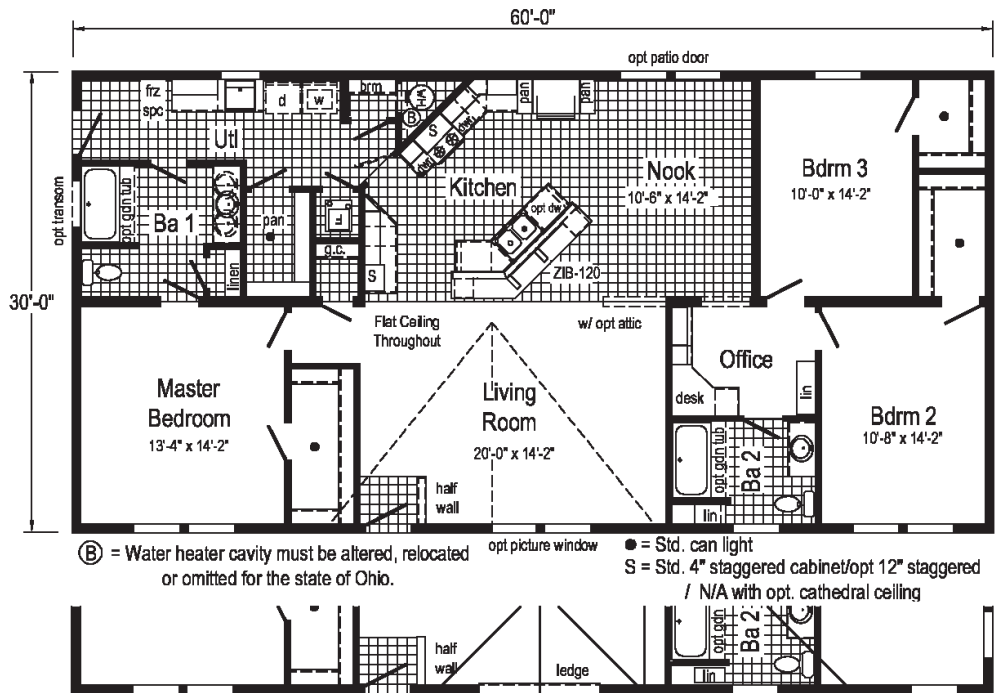 60'-0"
opt patio door
frz
spc
d
w
brm
WH
B
S
dwr
dwr
pan
pan
Utl
Kitchen
Nook
10'-6" x 14'-2"
Bdrm 3
10'-0" x 14'-2"
opt transom
opt gdn tub
Ba 1
pan
F
g.c.
linen
S
opt dw
ZIB-120
30'-0"
Flat Ceiling
Throughout
w/ opt attic
Master
Bedroom
13'-4" x 14'-2"
Living
Room
20'-0" x 14'-2"
Office
desk
lin
Bdrm 2
10'-8" x 14'-2"
opt gdn tub
Ba 2
half
wall
lin
opt picture window
B = Water heater cavity must be altered, relocated
or omitted for the state of Ohio.
● = Std. can light
S = Std. 4" staggered cabinet/opt 12" staggered
/ N/A with opt. cathedral ceiling
half
wall
ledge
opt gdn
Ba 2
lin